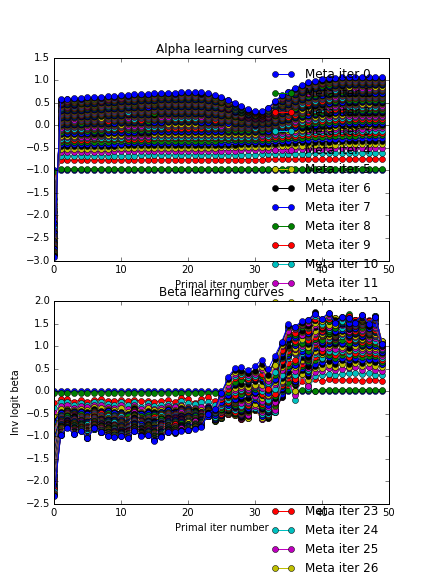 Alpha learning curves
1.5
1.0
0.5
0.0
−0.5
−1.0
−1.5
−2.0
−2.5
−3.0
0
10
20
30
50
Primal iter number
Meta iter 0
Meta iter 6
Meta iter 7
Meta iter 8
Meta iter 9
Meta iter 10
Meta iter 11
Beta learning curves
Inv logit beta
2.0
1.5
1.0
0.5
0.0
−0.5
−1.0
−1.5
−2.0
−2.5
0
10
20
30
40
50
Primal iter number
Meta iter 23
Meta iter 24
Meta iter 25
Meta iter 26